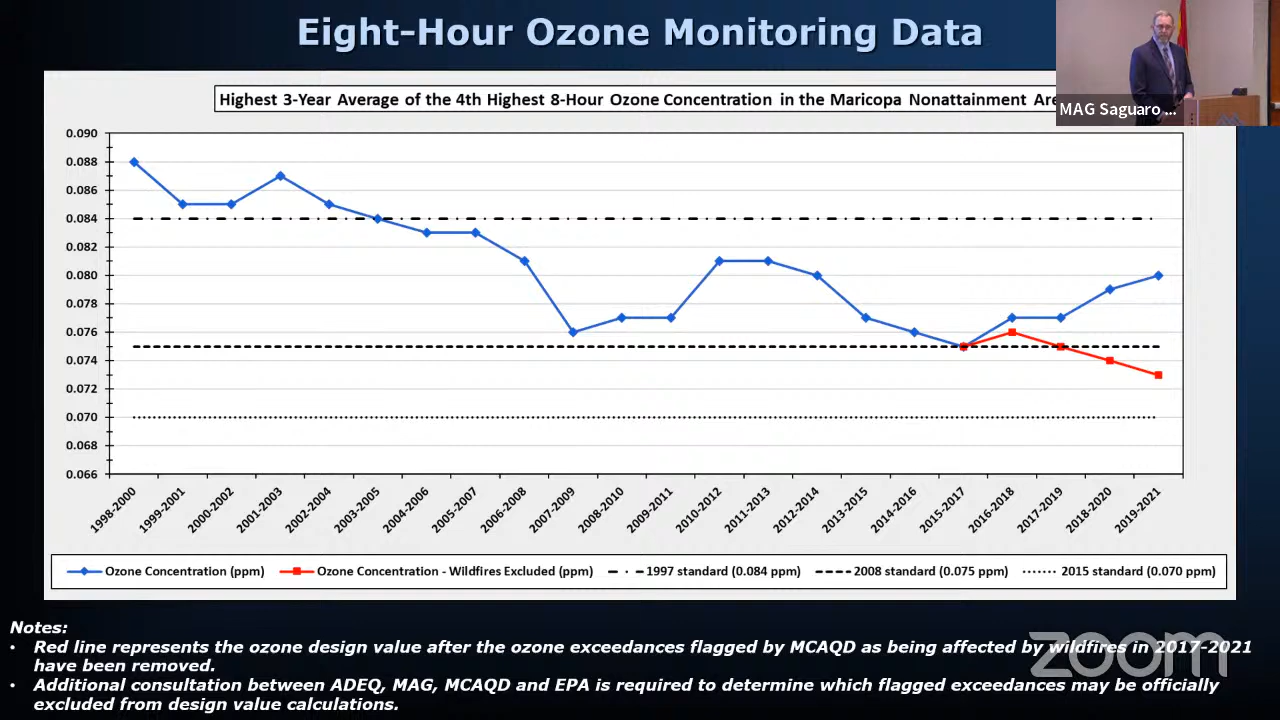 Eight-Hour Ozone Monitoring Data
Highest 3-Year Average of the 4th Highest 8-Hour Ozone Concentration in the Maricopa Nonattainment Are
MAG Saguaro ...
0.090
0.088
0.086
0.084
0.082
0.080
0.078
0.076
0.074
0.072
0.070
0.068
0.066
1998-2000
1999-2001
2000-2002
2001-2003
2002-2004
2003-2005
2004-2006
2005-2007
2006-2008
2007-2009
2008-2010
2009-2011
2010-2012
2011-2013
2012-2014
2013-2015
2014-2016
2015-2017
2016-2018
2017-2019
2018-2020
2019-2021
Ozone Concentration (ppm)
Ozone Concentration - Wildfires Excluded (ppm)
1997 standard (0.084 ppm)
2008 standard (0.075 ppm)
2015 standard (0.070 ppm)
Notes:
• Red line represents the ozone design value after the ozone exceedances flagged by MCAQD as being affected by wildfires in 2017-2021
have been removed.
• Additional consultation between ADEQ, MAG, MCAQD and EPA is required to determine which flagged exceedances may be officially
excluded from design value calculations.
zoom